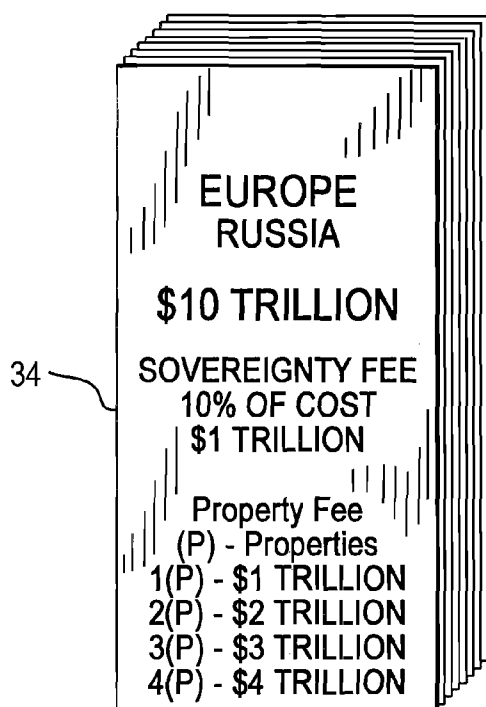 EUROPE
RUSSIA
$10 TRILLION
34
SOVEREIGNTY FEE
10% OF COST
$1 TRILLION
Property Fee
(P) - Properties
1(P) - $1 TRILLION
2(P) - $2 TRILLION
3(P) - $3 TRILLION
4(P) - $4 TRILLION